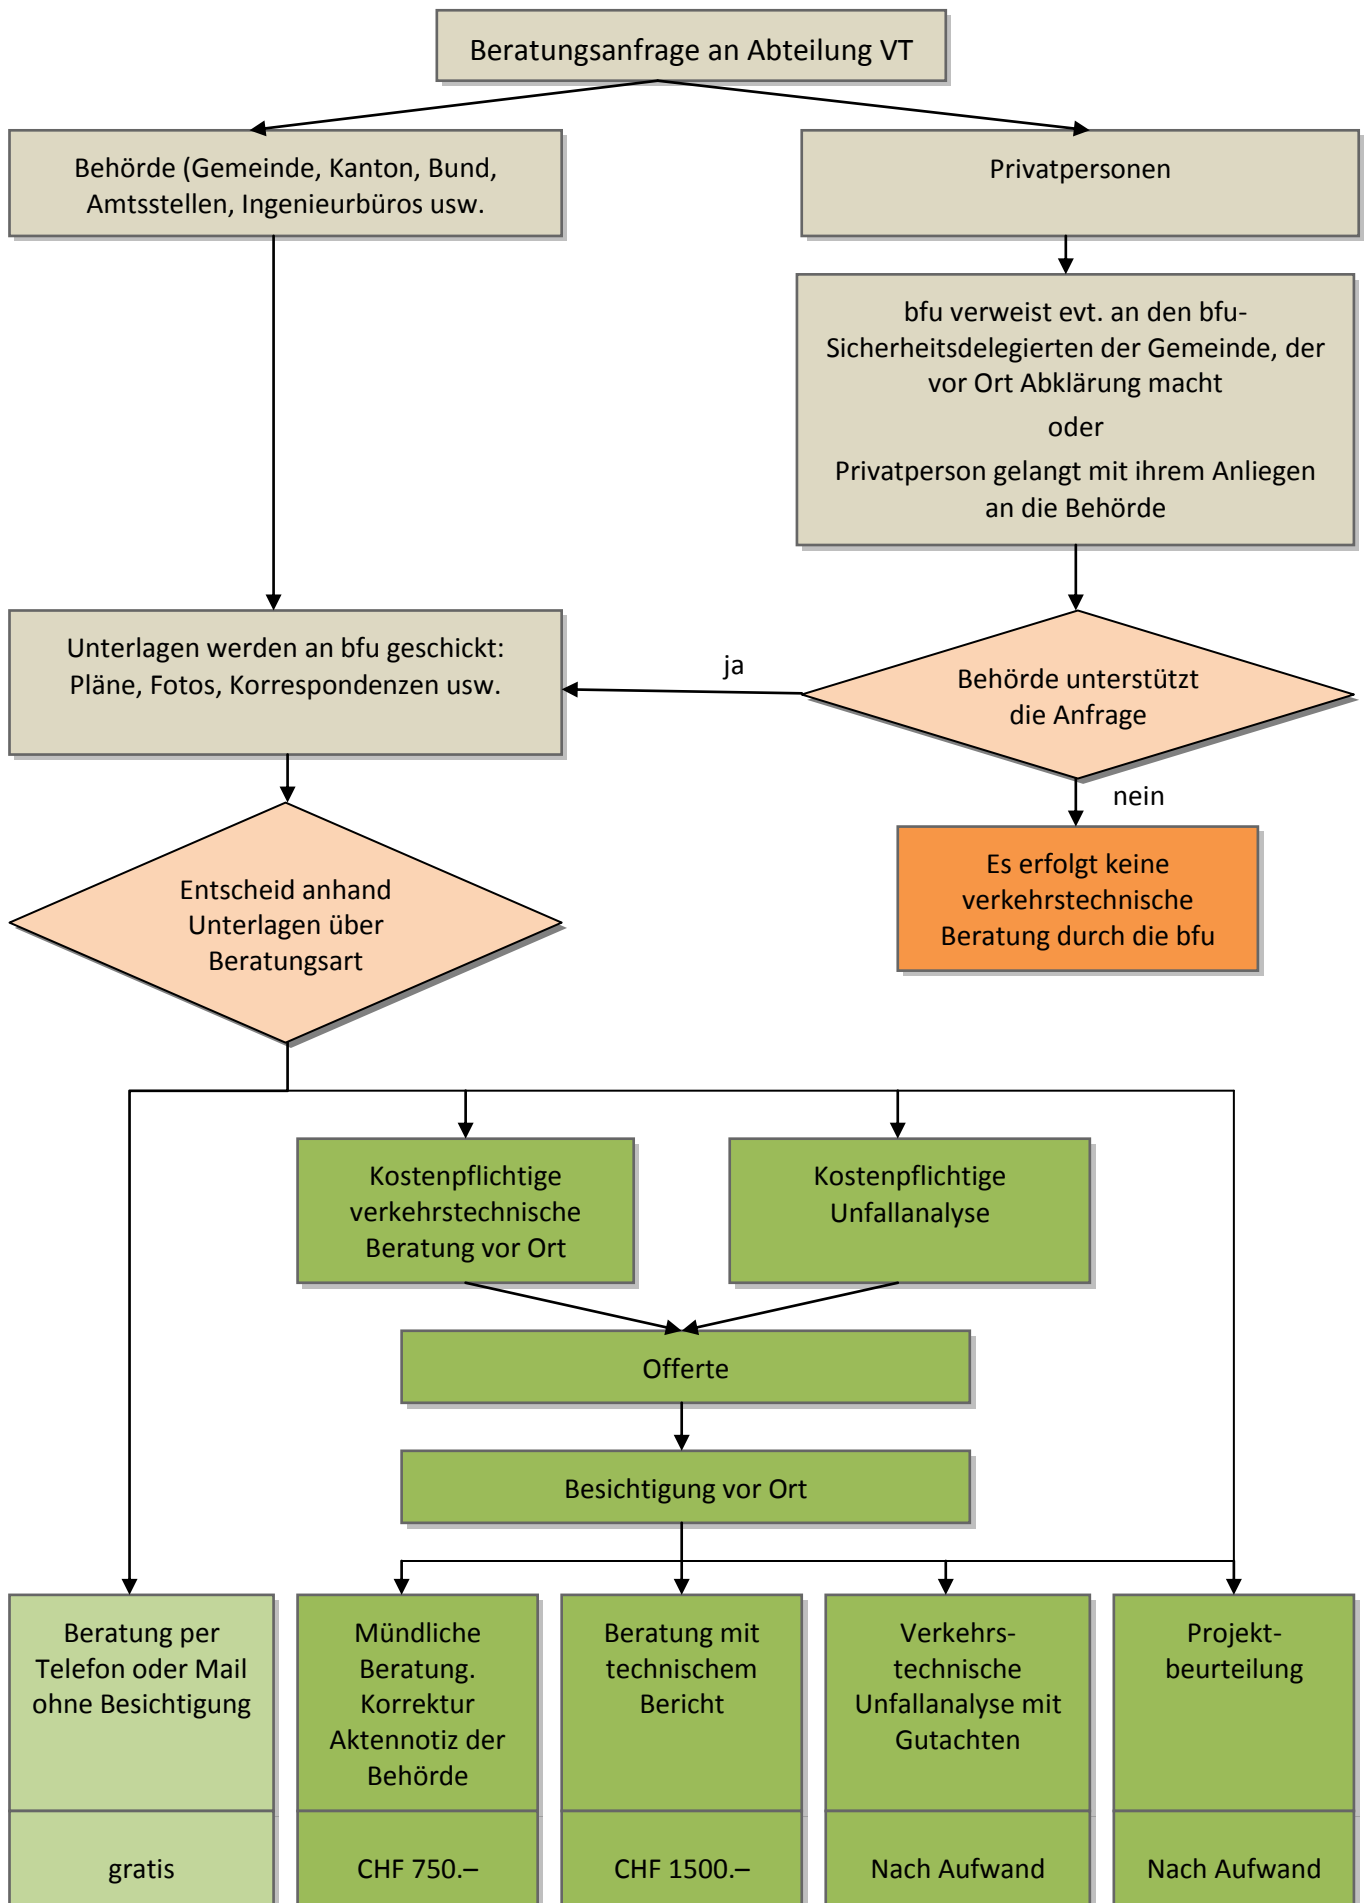 Beratungsanfrage an Abteilung VT
Behörde (Gemeinde, Kanton, Bund,
Amtsstellen, Ingenieurbüros usw.
Privatpersonen
bfu verweist evt. an den bfu-
Sicherheitsdelegierten der Gemeinde, der
vor Ort Abklärung macht
oder
Privatperson gelangt mit ihrem Anliegen
an die Behörde
Unterlagen werden an bfu geschickt:
Pläne, Fotos, Korrespondenzen usw.
ja
Behörde unterstützt
die Anfrage
nein
Es erfolgt keine
verkehrstechnische
Beratung durch die bfu
Entscheid anhand
Unterlagen über
Beratungsart
Kostenpflichtige
verkehrstechnische
Beratung vor Ort
Kostenpflichtige
Unfallanalyse
Offerte
Besichtigung vor Ort
Beratung per
Telefon oder Mail
ohne Besichtigung
gratis
Mündliche
Beratung.
Korrektur
Aktennotiz der
Behörde
CHF 750.–
Beratung mit
technischem
Bericht
CHF 1500.–
Verkehrs-
technische
Unfallanalyse mit
Gutachten
Nach Aufwand
Projekt-
beurteilung
Nach Aufwand